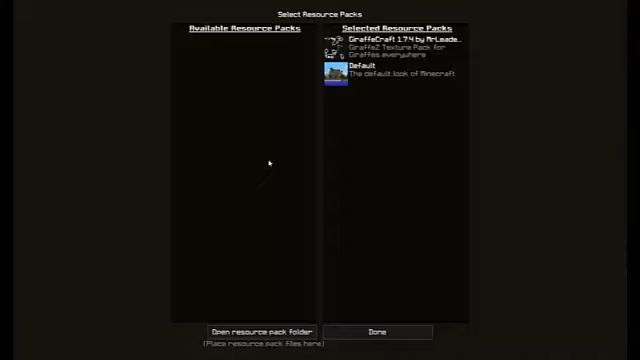 Select Resource Packs
Available Resource Packs
Selected Resource Packs
GiraffeCraft 1.7.4 by MrLeade...
GiraffeZ Texture Pack for
Giraffes everywhere
Default
The default look of Minecraft
Open resource pack folder
Done
(Place resource pack files here)